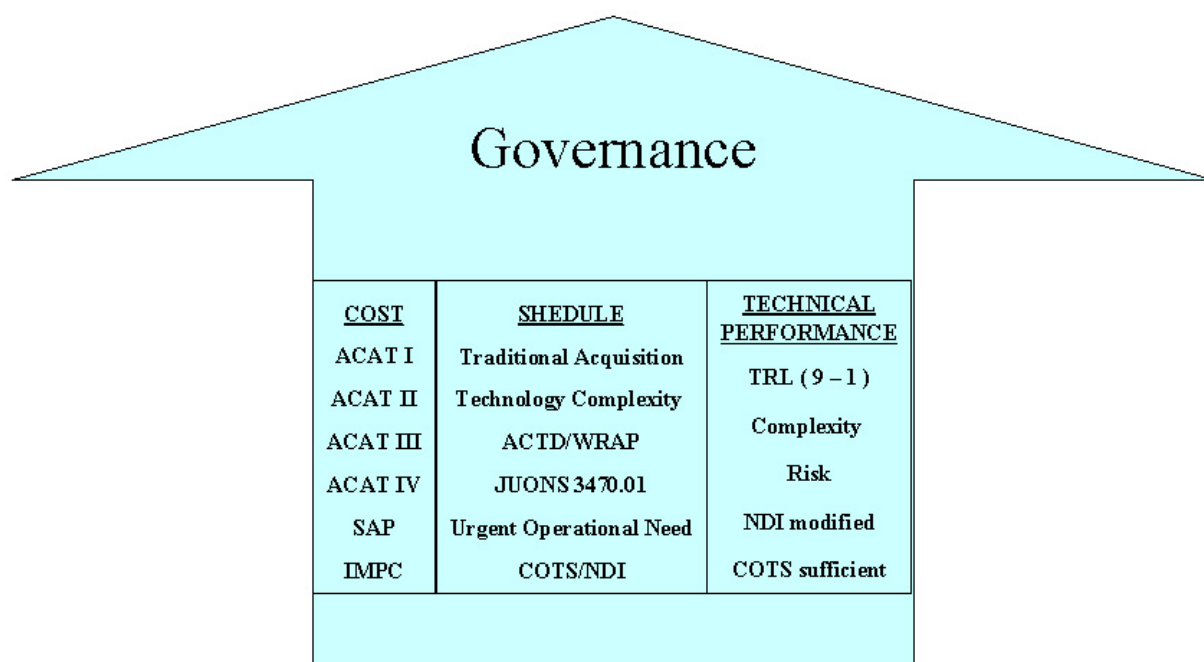 Governance
COST
ACAT I
ACAT II
ACAT III
ACAT IV
SAP
IMPC
SHEDULE
Traditional Acquisition
Technology Complexity
ACTD/WRAP
JUONS 3470.01
Urgent Operational Need
COTS/NDI
TECHNICAL
PERFORMANCE
TRL ( 9 – 1 )
Complexity
Risk
NDI modified
COTS sufficient